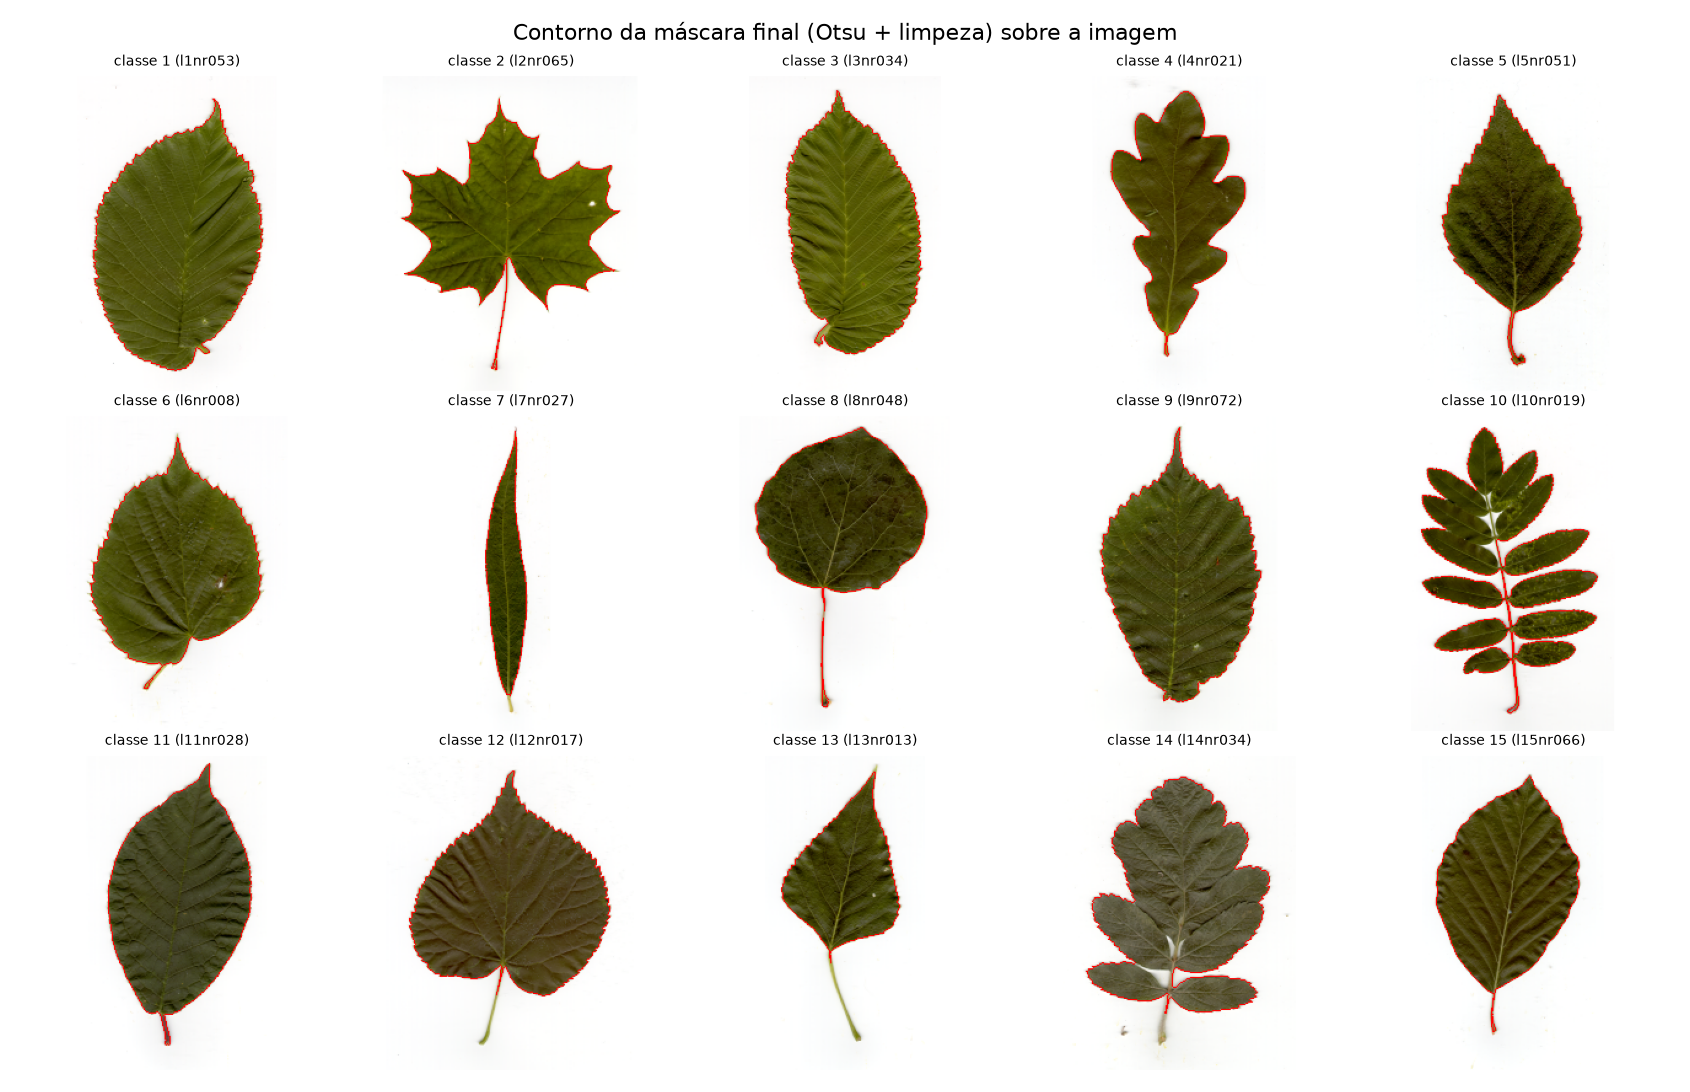 Contorno da máscara final (Otsu + limpeza) sobre a imagem
classe 1 (l1nr053)
classe 2 (l2nr065)
classe 3 (l3nr034)
classe 4 (l4nr021)
classe 5 (l5nr051)
classe 6 (l6nr008)
classe 7 (l7nr027)
classe 8 (l8nr048)
classe 9 (l9nr072)
classe 10 (l10nr019)
classe 11 (l11nr028)
classe 12 (l12nr017)
classe 13 (l13nr013)
classe 14 (l14nr034)
classe 15 (l15nr066)